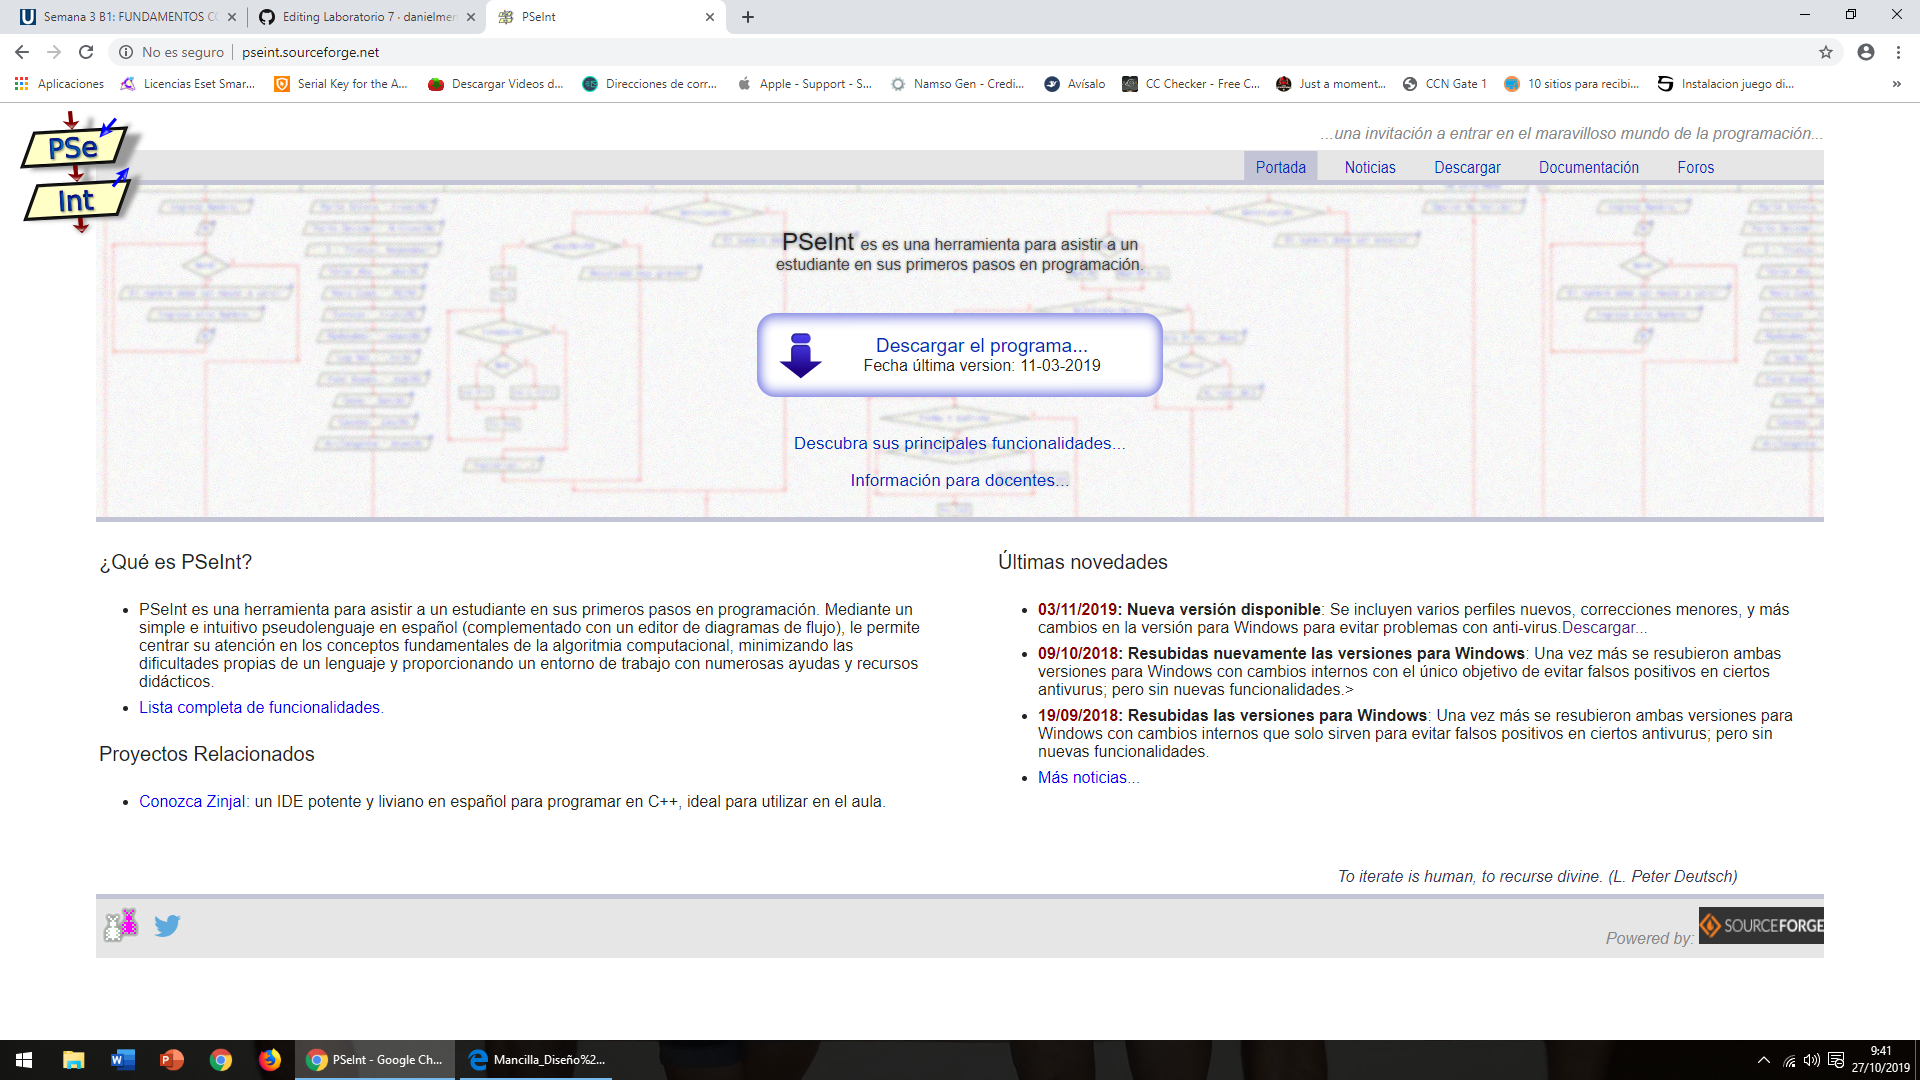 Semana 3 B1: FUNDAMENTOS CO
Editing Laboratorio 7 · danielmen
PSeInt
No es seguro
pseint.sourceforge.net
Aplicaciones
Licencias Eset Smar...
Serial Key for the A...
Descargar Videos d...
Direcciones de corr...
Apple - Support - S...
Namso Gen - Credi...
Avísalo
CC Checker - Free C...
Just a moment...
CCN Gate 1
10 sitios para recibi...
Instalacion juego di...
»
PSe
Int
...una invitación a entrar en el maravilloso mundo de la programación...
Portada
Noticias
Descargar
Documentación
Foros
PSeInt es es una herramienta para asistir a un
estudiante en sus primeros pasos en programación.
Descargar el programa...
Fecha última version: 11-03-2019
Descubra sus principales funcionalidades...
Información para docentes...
¿Qué es PSeInt?
PSeInt es una herramienta para asistir a un estudiante en sus primeros pasos en programación. Mediante un
simple e intuitivo pseudolenguaje en español (complementado con un editor de diagramas de flujo), le permite
centrar su atención en los conceptos fundamentales de la algoritmia computacional, minimizando las
dificultades propias de un lenguaje y proporcionando un entorno de trabajo con numerosas ayudas y recursos
didácticos.
Lista completa de funcionalidades.
Proyectos Relacionados
Conozca ZinjaI: un IDE potente y liviano en español para programar en C++, ideal para utilizar en el aula.
Últimas novedades
03/11/2019: Nueva versión disponible: Se incluyen varios perfiles nuevos, correcciones menores, y más
cambios en la versión para Windows para evitar problemas con anti-virus.Descargar...
09/10/2018: Resubidas nuevamente las versiones para Windows: Una vez más se resubieron ambas
versiones para Windows con cambios internos con el único objetivo de evitar falsos positivos en ciertos
antivurus; pero sin nuevas funcionalidades.>
19/09/2018: Resubidas las versiones para Windows: Una vez más se resubieron ambas versiones para
Windows con cambios internos que solo sirven para evitar falsos positivos en ciertos antivurus; pero sin
nuevas funcionalidades.
Más noticias...
To iterate is human, to recurse divine. (L. Peter Deutsch)
Powered by: SOURCEFORGE
PSeInt - Google Ch...
Mancilla_Diseño%2...
9:41
27/10/2019